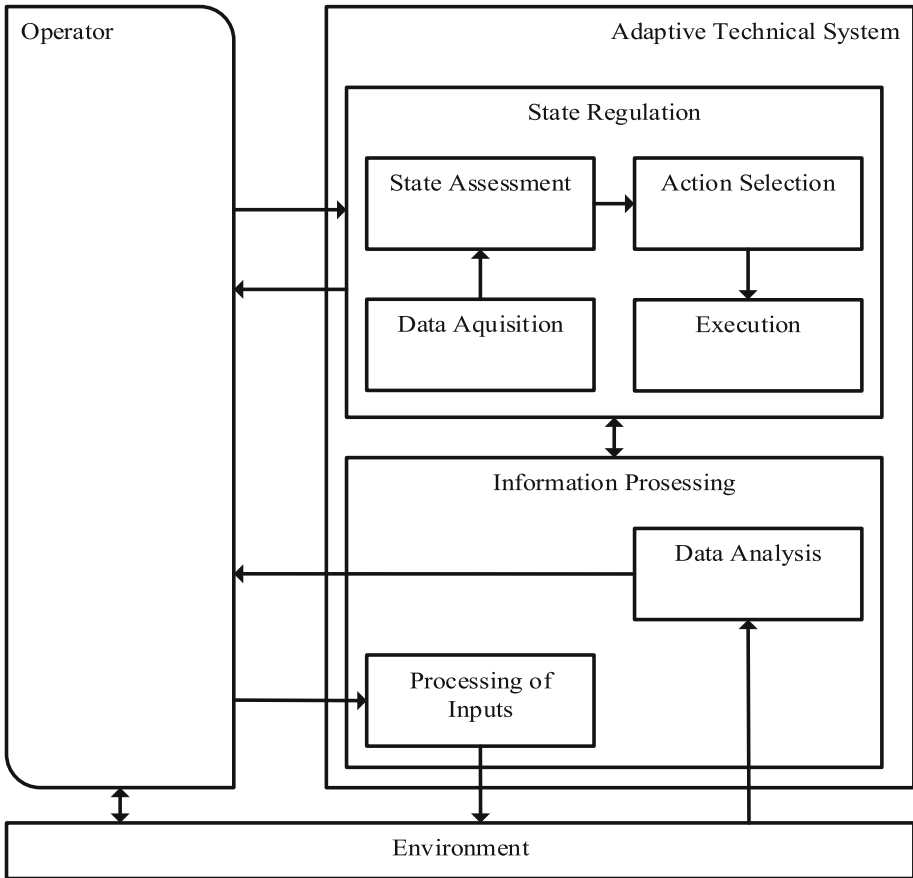 Operator
Adaptive Technical System
State Regulation
State Assessment
Action Selection
Data Aquisition
Execution
Information Prosessing
Data Analysis
Processing of
Inputs
Environment